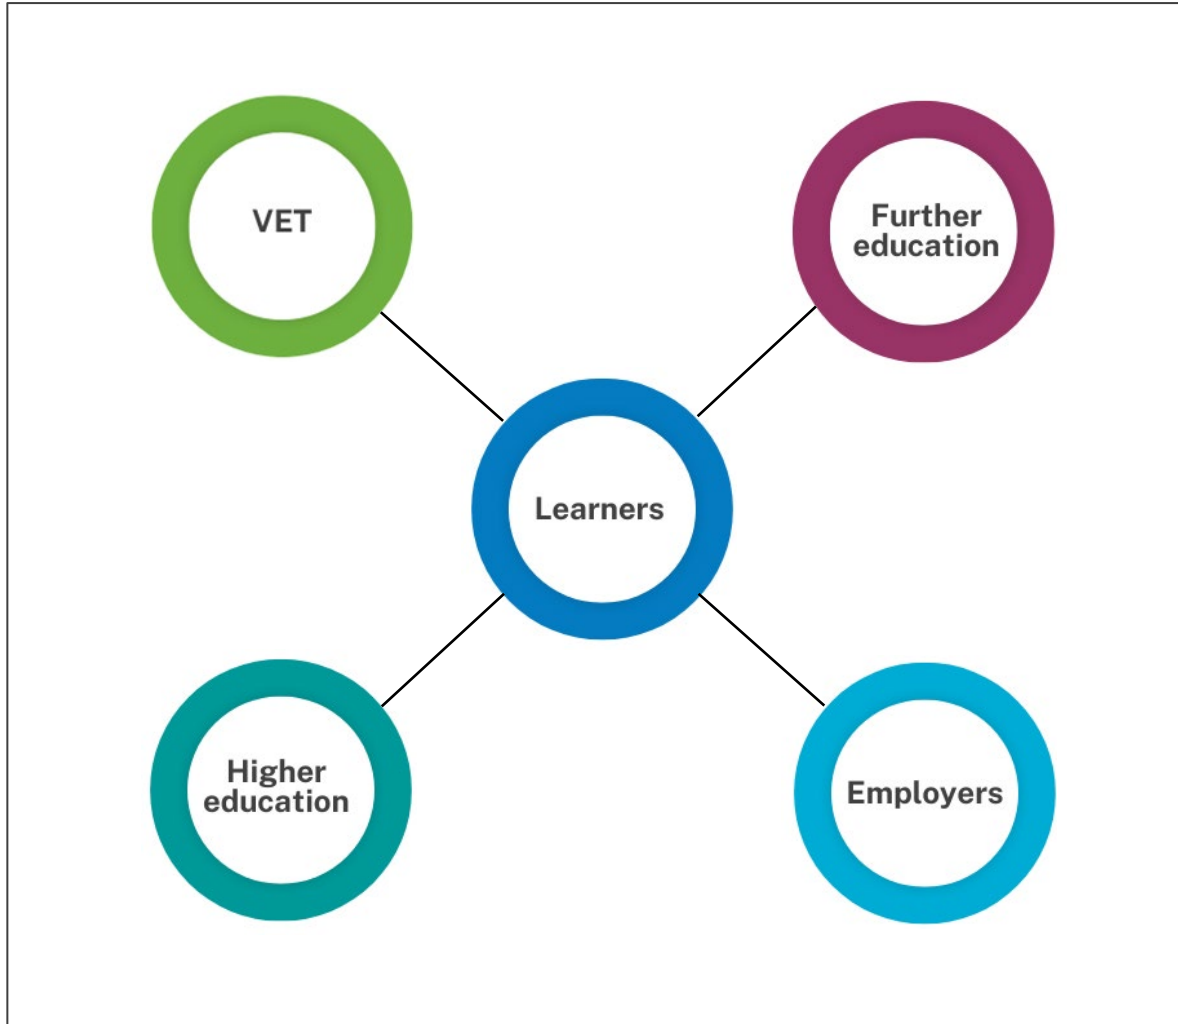 VET
Further
education
Learners
Higher
education
Employers